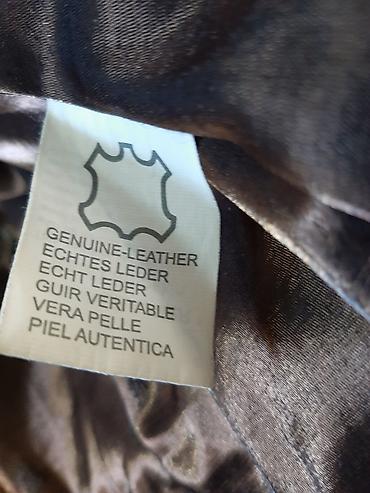 GENUINE-LEATHER
ECHTES LEDER
ECHT LEDER
GUIR VERITABLE
VERA PELLE
PIEL AUTENTICA